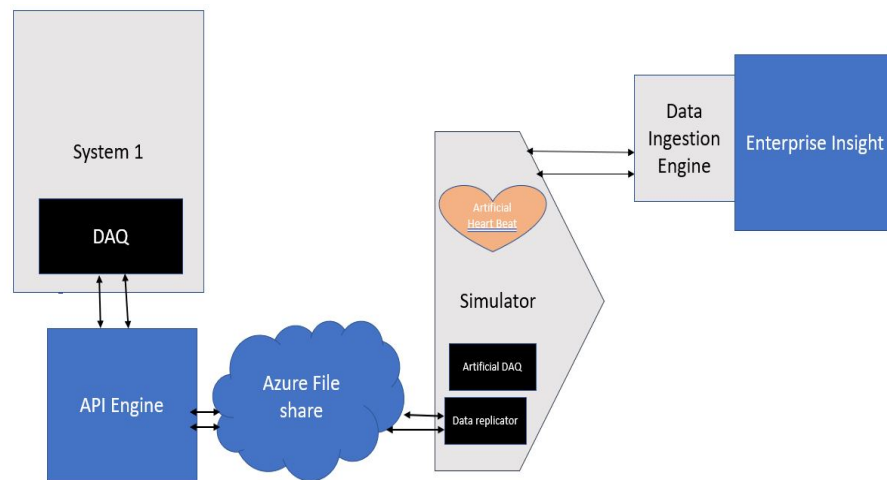 System 1
DAQ
API Engine
Azure File
share
Artificial
Heart Beat
Simulator
Artificial DAQ
Data replicator
Data
Ingestion
Engine
Enterprise Insight